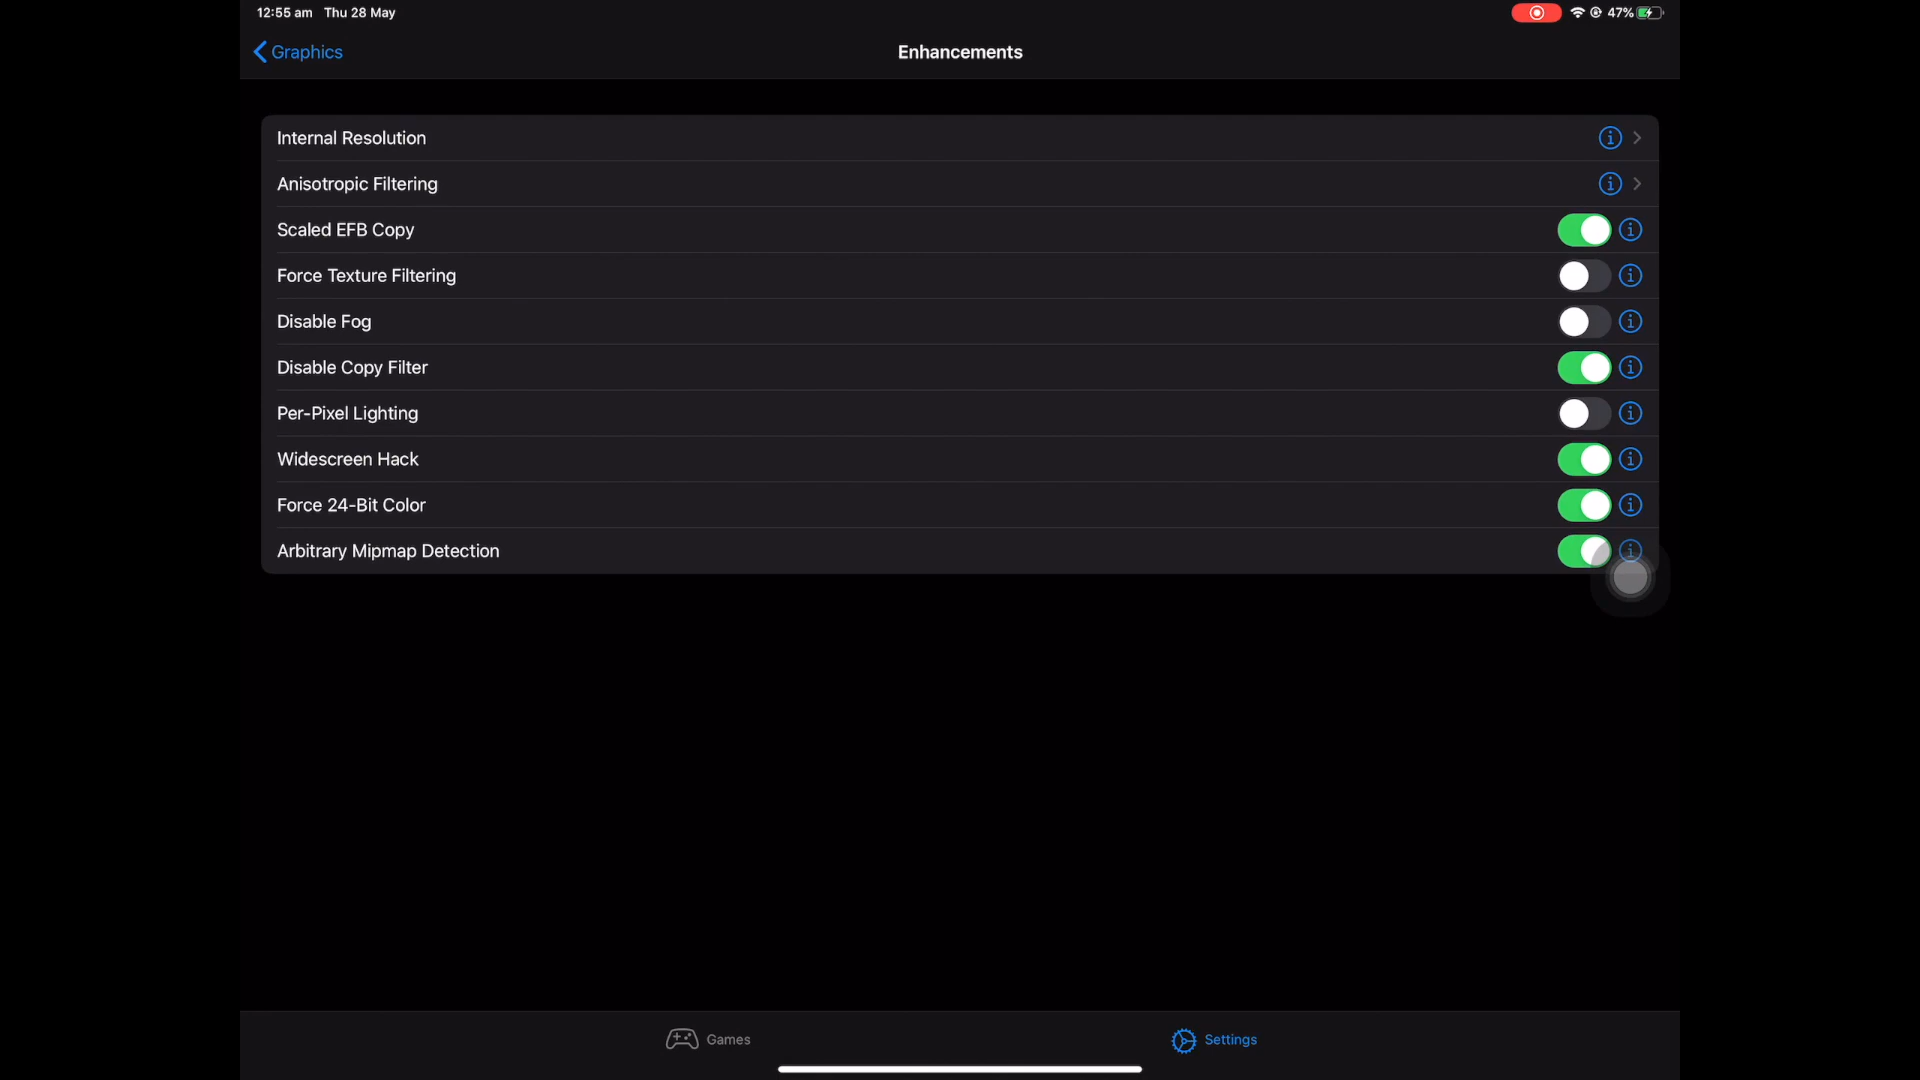 12:55 am Thu 28 May
47%
Graphics
Enhancements
Internal Resolution
Anisotropic Filtering
Scaled EFB Copy
Force Texture Filtering
Disable Fog
Disable Copy Filter
Per-Pixel Lighting
Widescreen Hack
Force 24-Bit Color
Arbitrary Mipmap Detection
Games
Settings